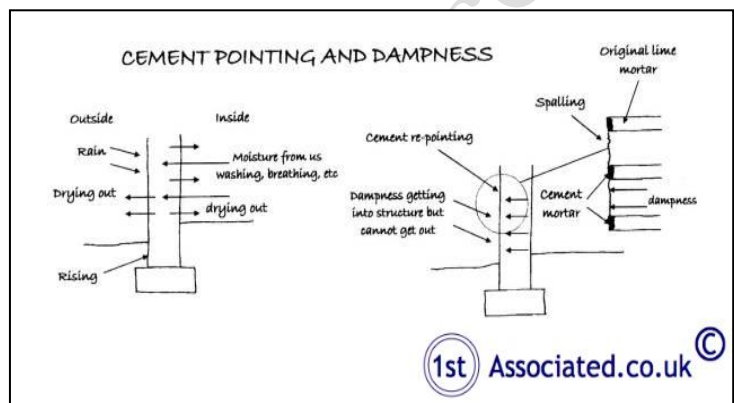 CEMENT POINTING AND DAMPNESS
Outside
Inside
Rain
Moisture from us
washing, breathing, etc
Drying out
drying out
Rising
Original lime
mortar
Spalling
Cement re-pointing
Dampness getting
into structure but
cannot get out
Cement
mortar
dampness
1st Associated.co.uk ©